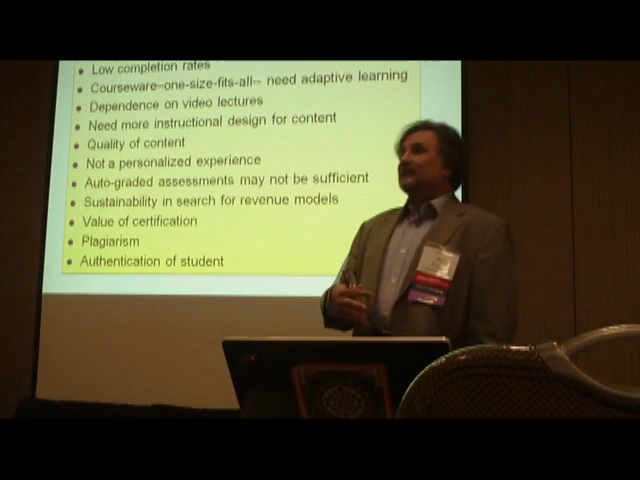 • Low completion rates
• Courseware–one-size-fits-all– need adaptive learning
• Dependence on video lectures
• Need more instructional design for content
• Quality of content
• Not a personalized experience
• Auto-graded assessments may not be sufficient
• Sustainability in search for revenue models
• Value of certification
• Plagiarism
• Authentication of student